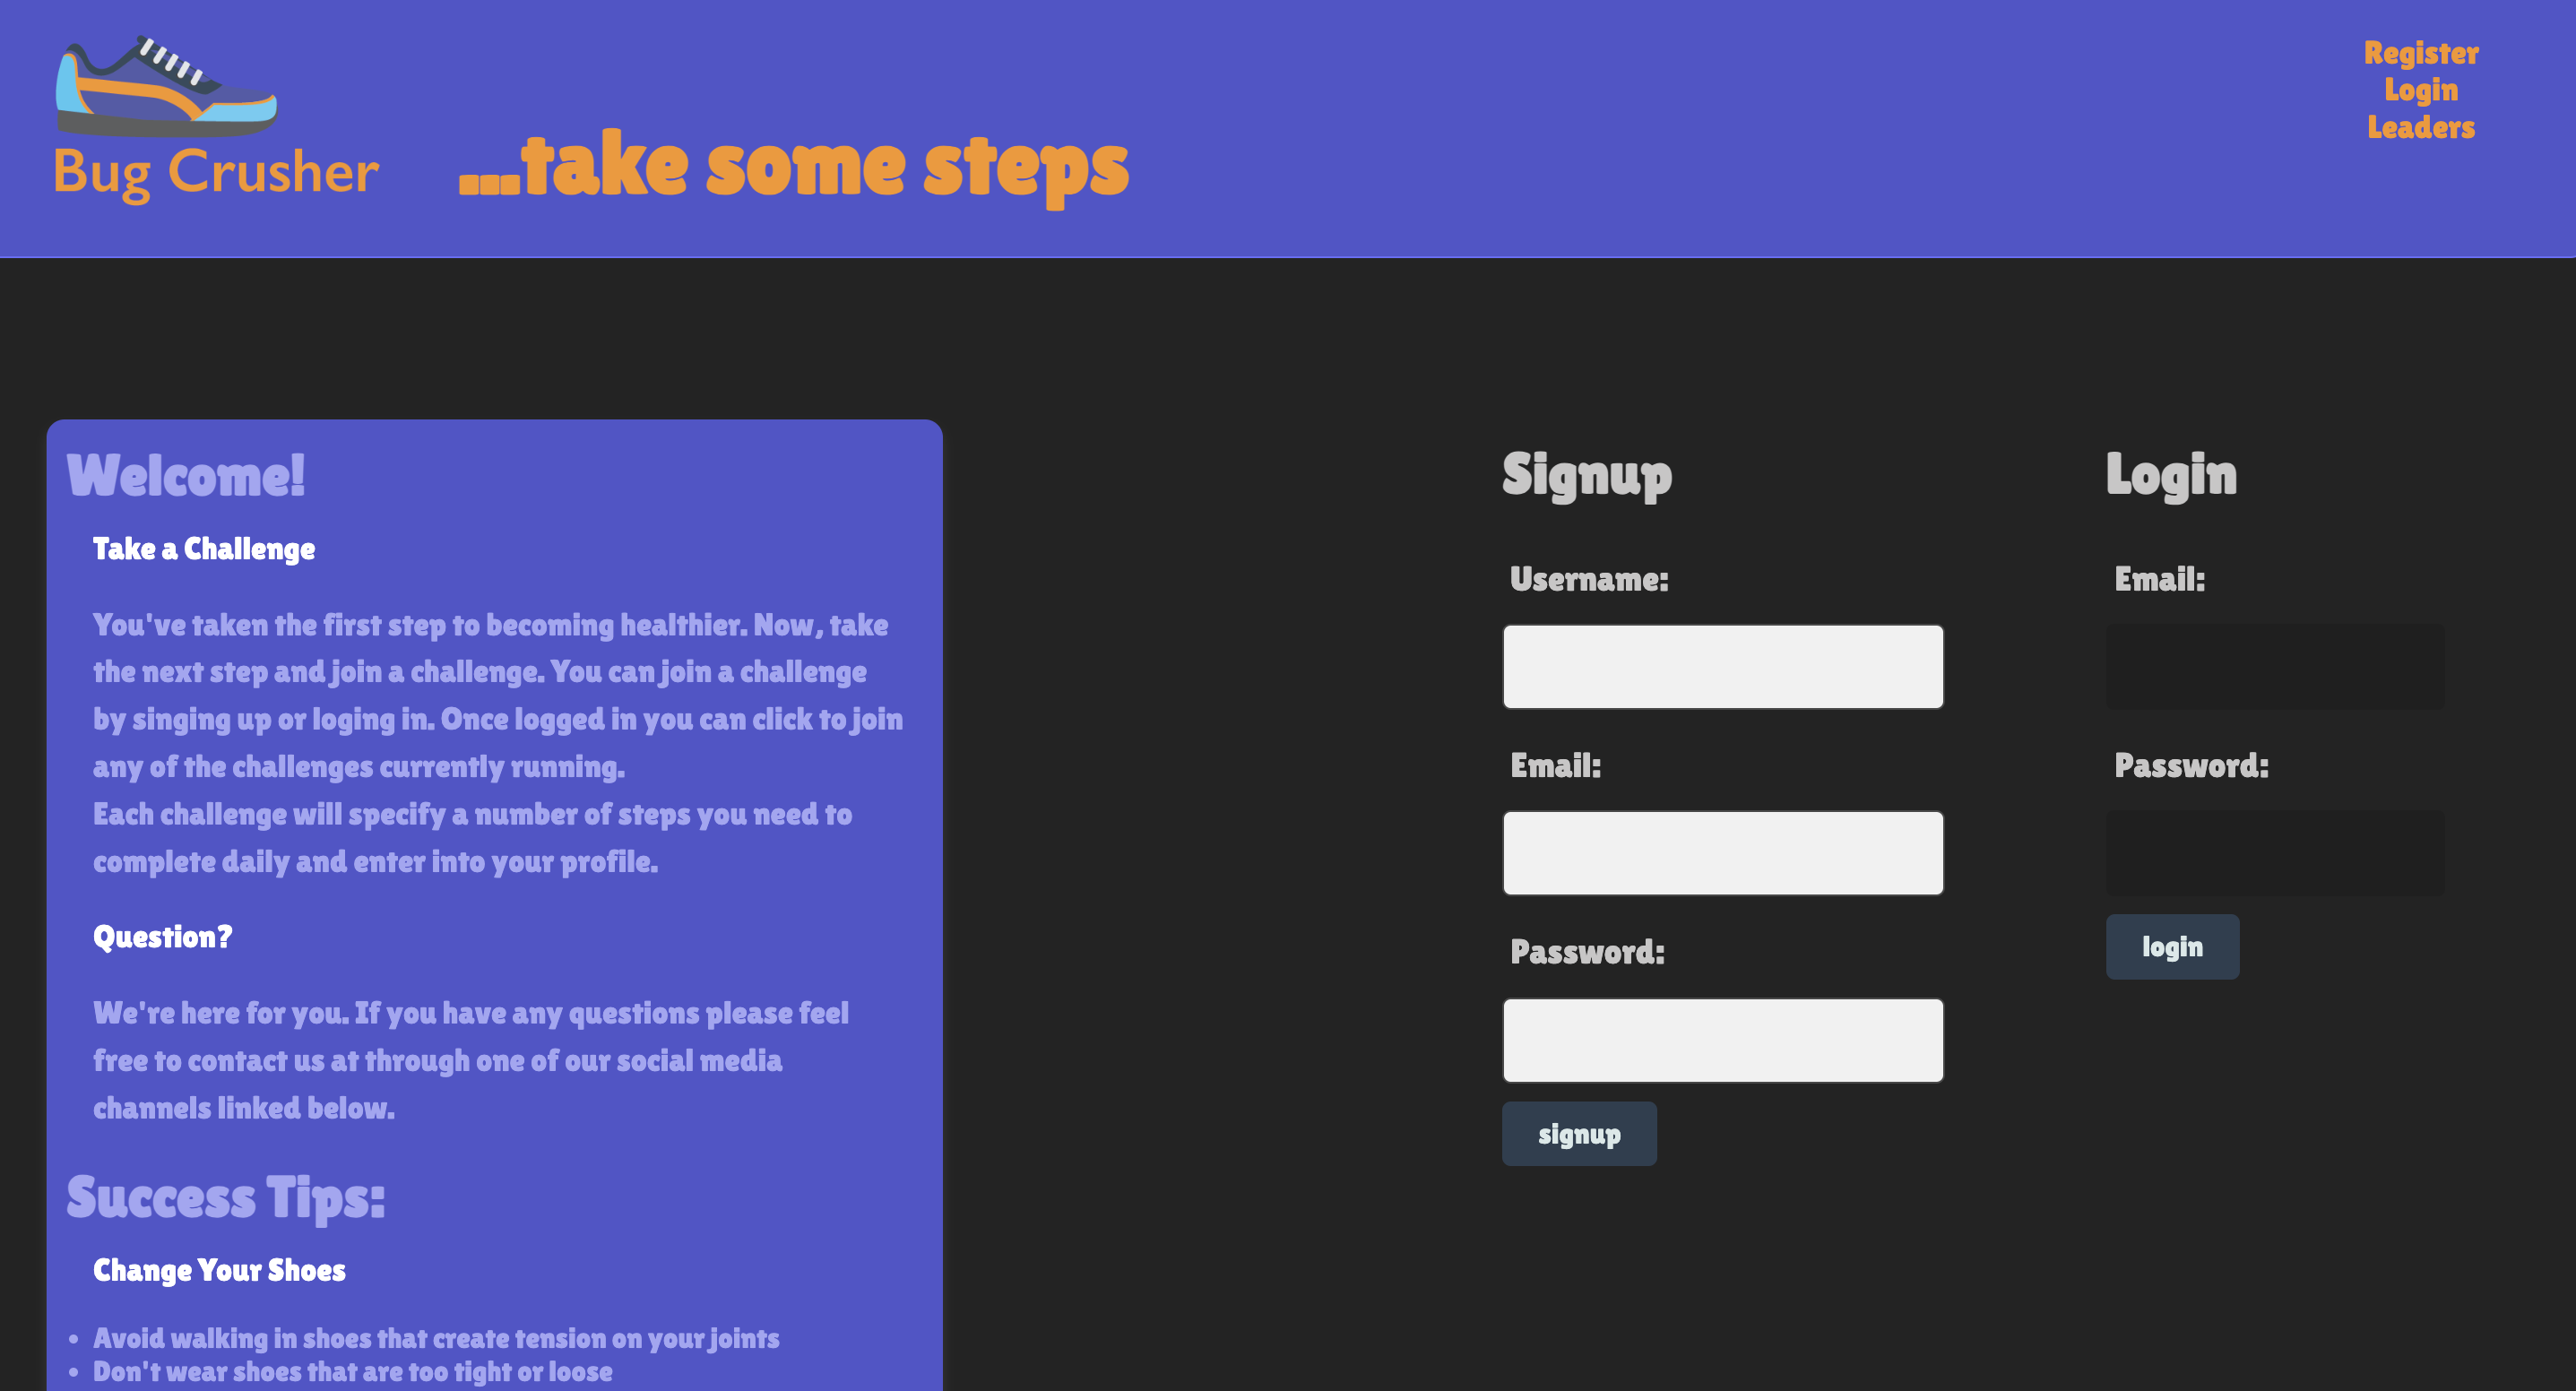 Bug Crusher
...take some steps
Register
Login
Leaders
Welcome!
Take a Challenge
You've taken the first step to becoming healthier. Now, take
the next step and join a challenge. You can join a challenge
by singing up or loging in. Once logged in you can click to join
any of the challenges currently running.
Each challenge will specify a number of steps you need to
complete daily and enter into your profile.
Question?
We're here for you. If you have any questions please feel
free to contact us at through one of our social media
channels linked below.
Success Tips:
Change Your Shoes
• Avoid walking in shoes that create tension on your joints
• Don't wear shoes that are too tight or loose
Signup
Username:
Email:
Password:
signup
Login
Email:
Password:
login